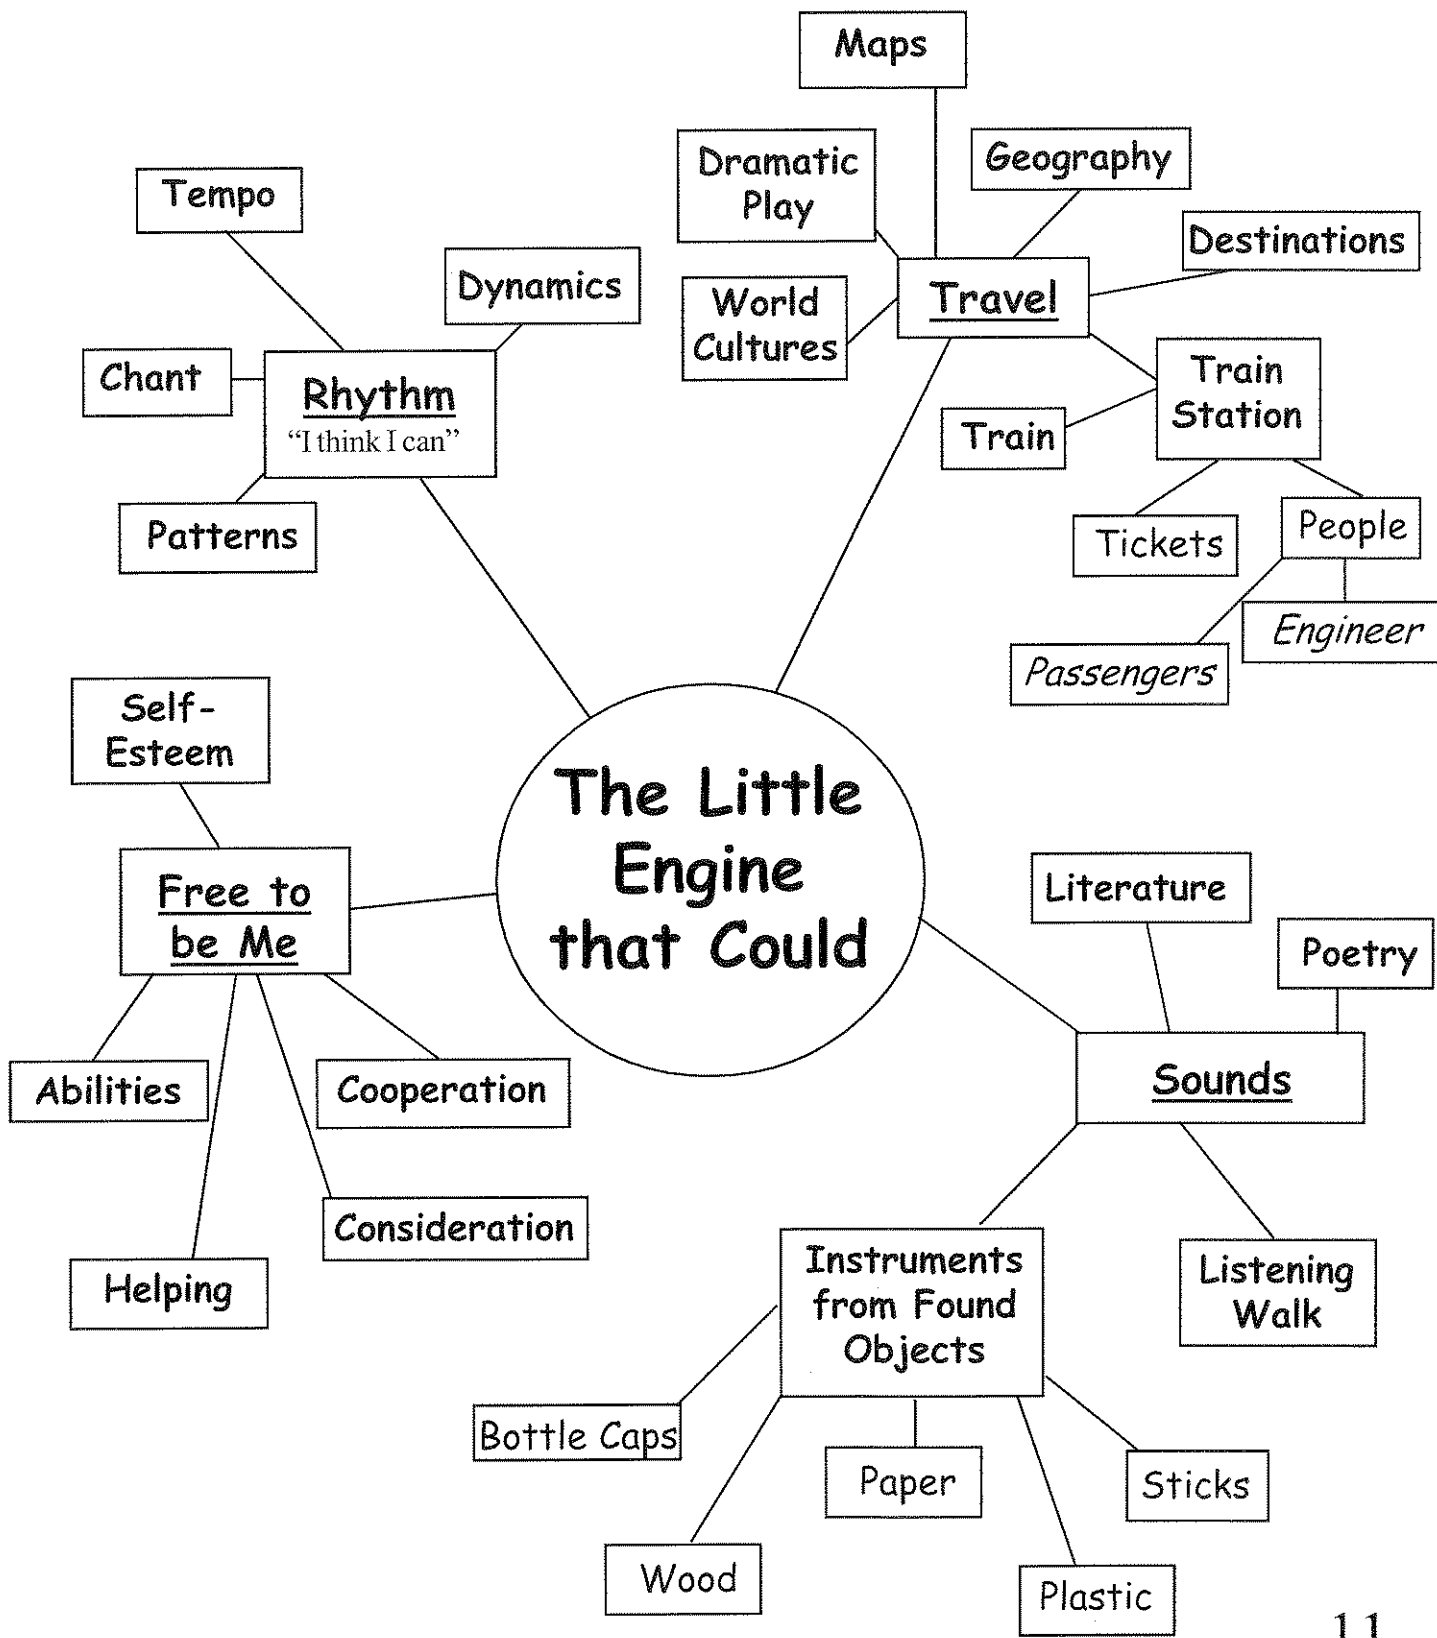 Maps
Dramatic
Play
Geography
Tempo
Destinations
Dynamics
World
Cultures
Travel
Chant
Rhythm
"I think I can"
Train
Station
Train
Patterns
Tickets
People
Engineer
Passengers
Self-
Esteem
The Little
Engine
that Could
Free to
be Me
Literature
Poetry
Abilities
Cooperation
Sounds
Consideration
Helping
Instruments
from Found
Objects
Listening
Walk
Bottle Caps
Paper
Sticks
Wood
Plastic
11